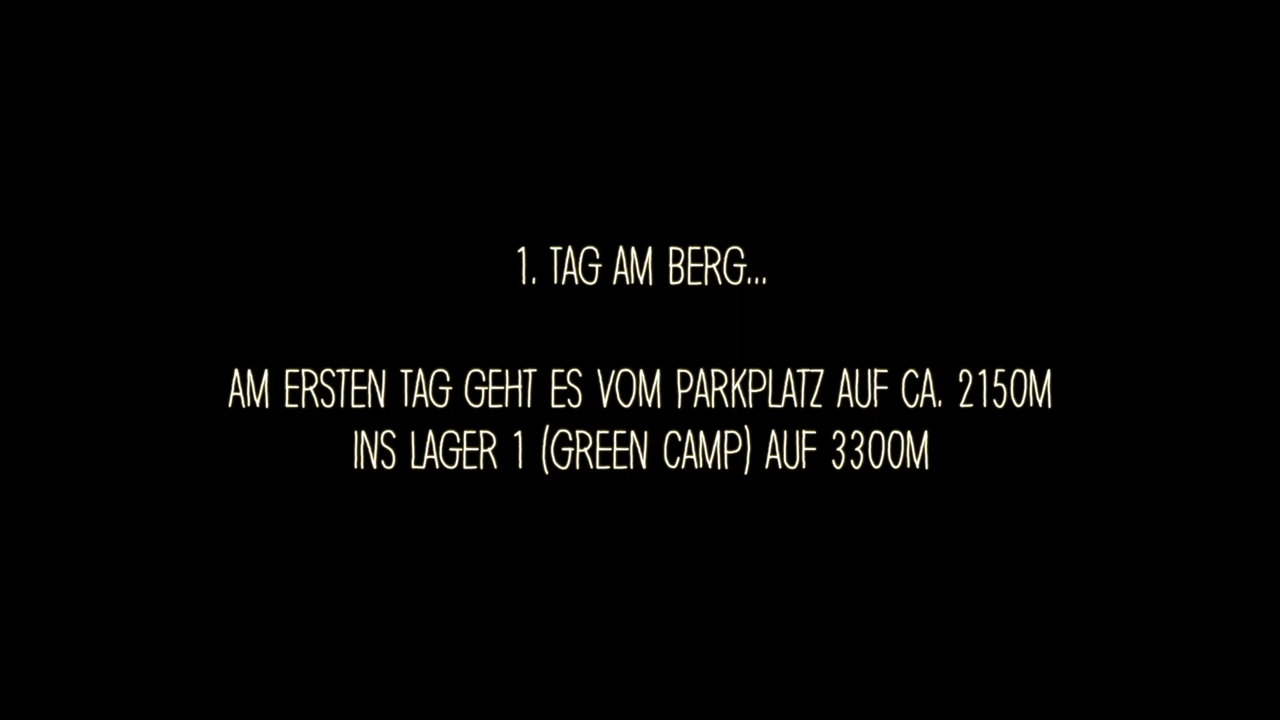 1. TAG AM BERG...
AM ERSTEN TAG GEHT ES VOM PARKPLATZ AUF CA. 2150M
INS LAGER 1 (GREEN CAMP) AUF 3300M